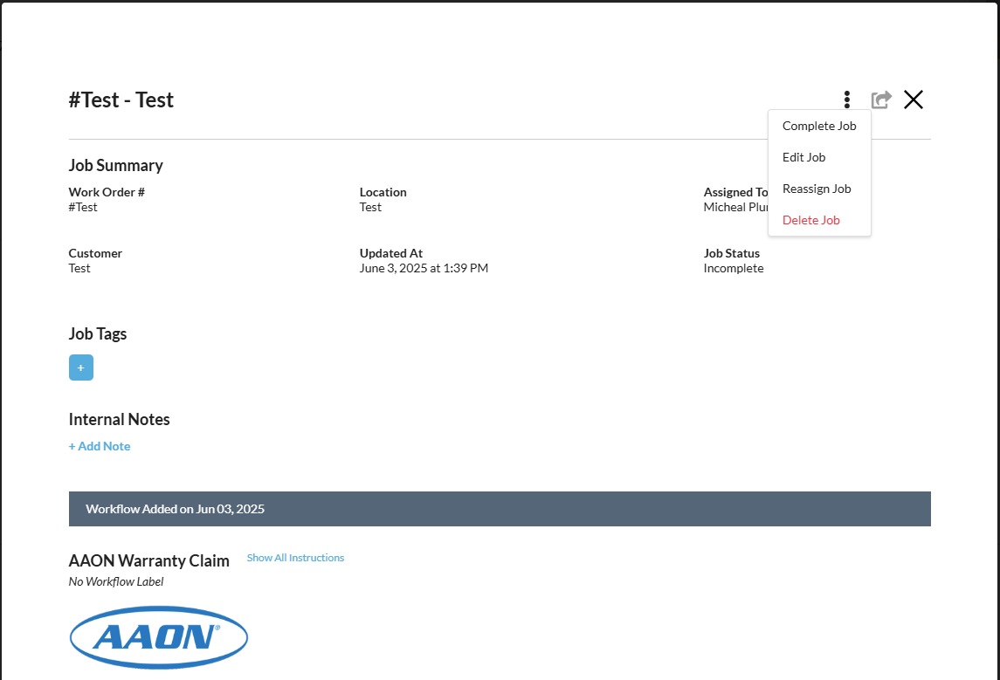 #Test - Test
Complete Job
Edit Job
Reassign Job
Delete Job
Job Summary
Work Order #
#Test
Location
Test
Assigned To
Micheal
Customer
Test
Updated At
June 3, 2025 at 1:39 PM
Job Status
Incomplete
Job Tags
+
Internal Notes
+ Add Note
Workflow Added on Jun 03, 2025
AAON Warranty Claim
Show All Instructions
No Workflow Label
AAON®